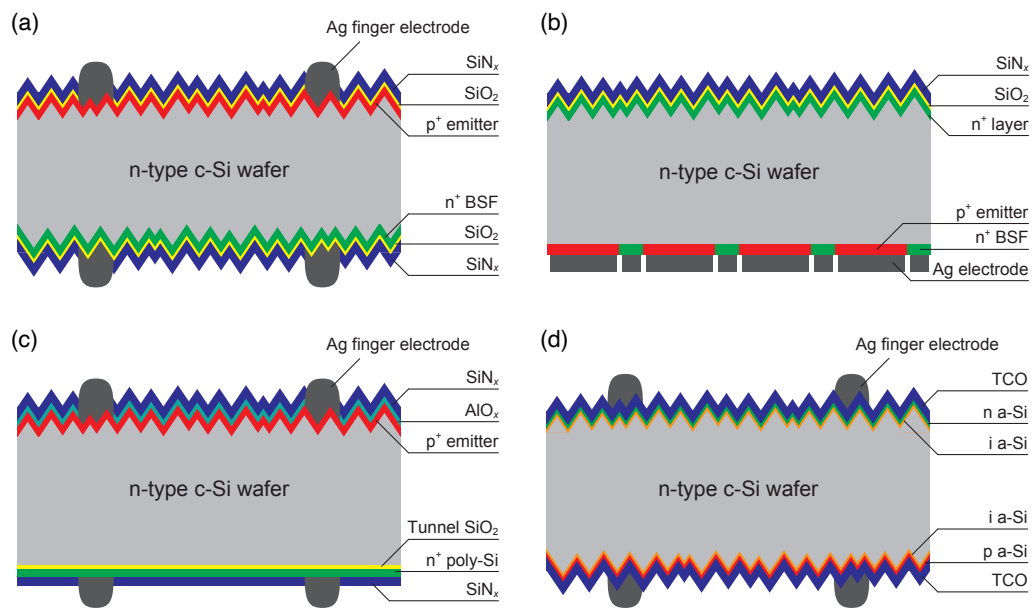 (a)
Ag finger electrode
SiNx
SiO2
p+ emitter
n-type c-Si wafer
n+ BSF
SiO2
SiNx
(b)
SiNx
SiO2
n+ layer
n-type c-Si wafer
p+ emitter
n+ BSF
Ag electrode
(c)
Ag finger electrode
SiNx
AlOx
p+ emitter
n-type c-Si wafer
Tunnel SiO2
n+ poly-Si
SiNx
(d)
Ag finger electrode
TCO
n a-Si
i a-Si
n-type c-Si wafer
i a-Si
p a-Si
TCO